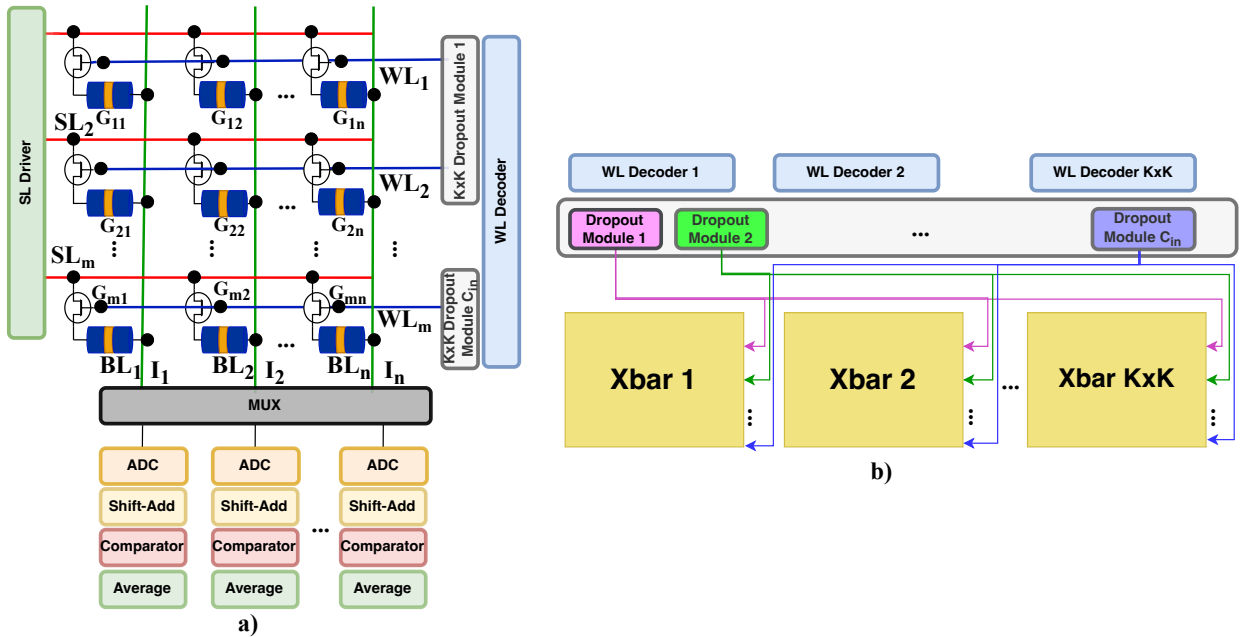 SL Driver
WL₁
G₁₁
G₁₂
...
G₁ₙ
KxK Dropout Module 1
WL Decoder
SL₂
WL₂
G₂₁
G₂₂
...
G₂ₙ
...
...
...
SLₘ
Gₘ₁
Gₘ₂
Gₘₙ
WLₘ
KxK Dropout
Module Cᵢₙ
...
BL₁
I₁
BL₂
I₂
BLₙ
Iₙ
MUX
ADC
ADC
ADC
Shift-Add
Shift-Add
Shift-Add
...
Comparator
Comparator
Comparator
Average
Average
Average
a)
WL Decoder 1
WL Decoder 2
WL Decoder KxK
Dropout
Module 1
Dropout
Module 2
...
Dropout
Module Cᵢₙ
Xbar 1
Xbar 2
...
Xbar KxK
...
...
...
b)